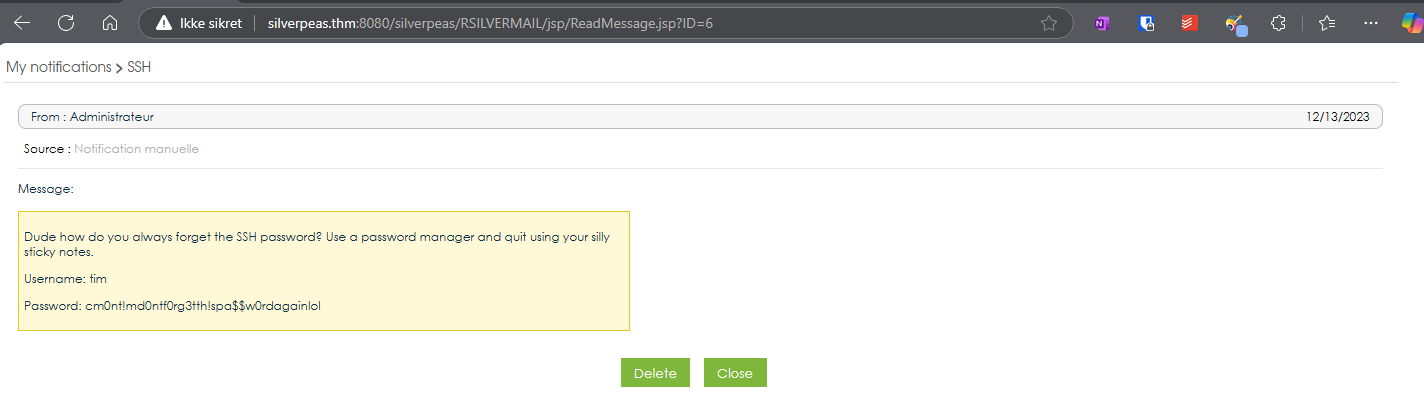 Ikke sikret silverpeas.thm:8080/silverpeas/RSILVERMAIL/jsp/ReadMessage.jsp?ID=6
My notifications > SSH
From : Administrateur 12/13/2023
Source : Notification manuelle
Message:
Dude how do you always forget the SSH password? Use a password manager and quit using your silly
sticky notes.
Username: tim
Password: cm0nt!md0ntf0rg3tth!spa$$w0rdagainlol
Delete Close